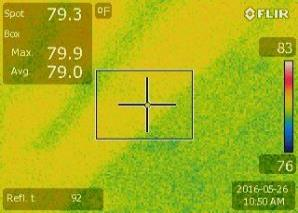 Spot 79.3 °F
Box
Max. 79.9
Avg. 79.0
FLIR
83
76
Refl. t 92
2016-05-26
10:50 AM